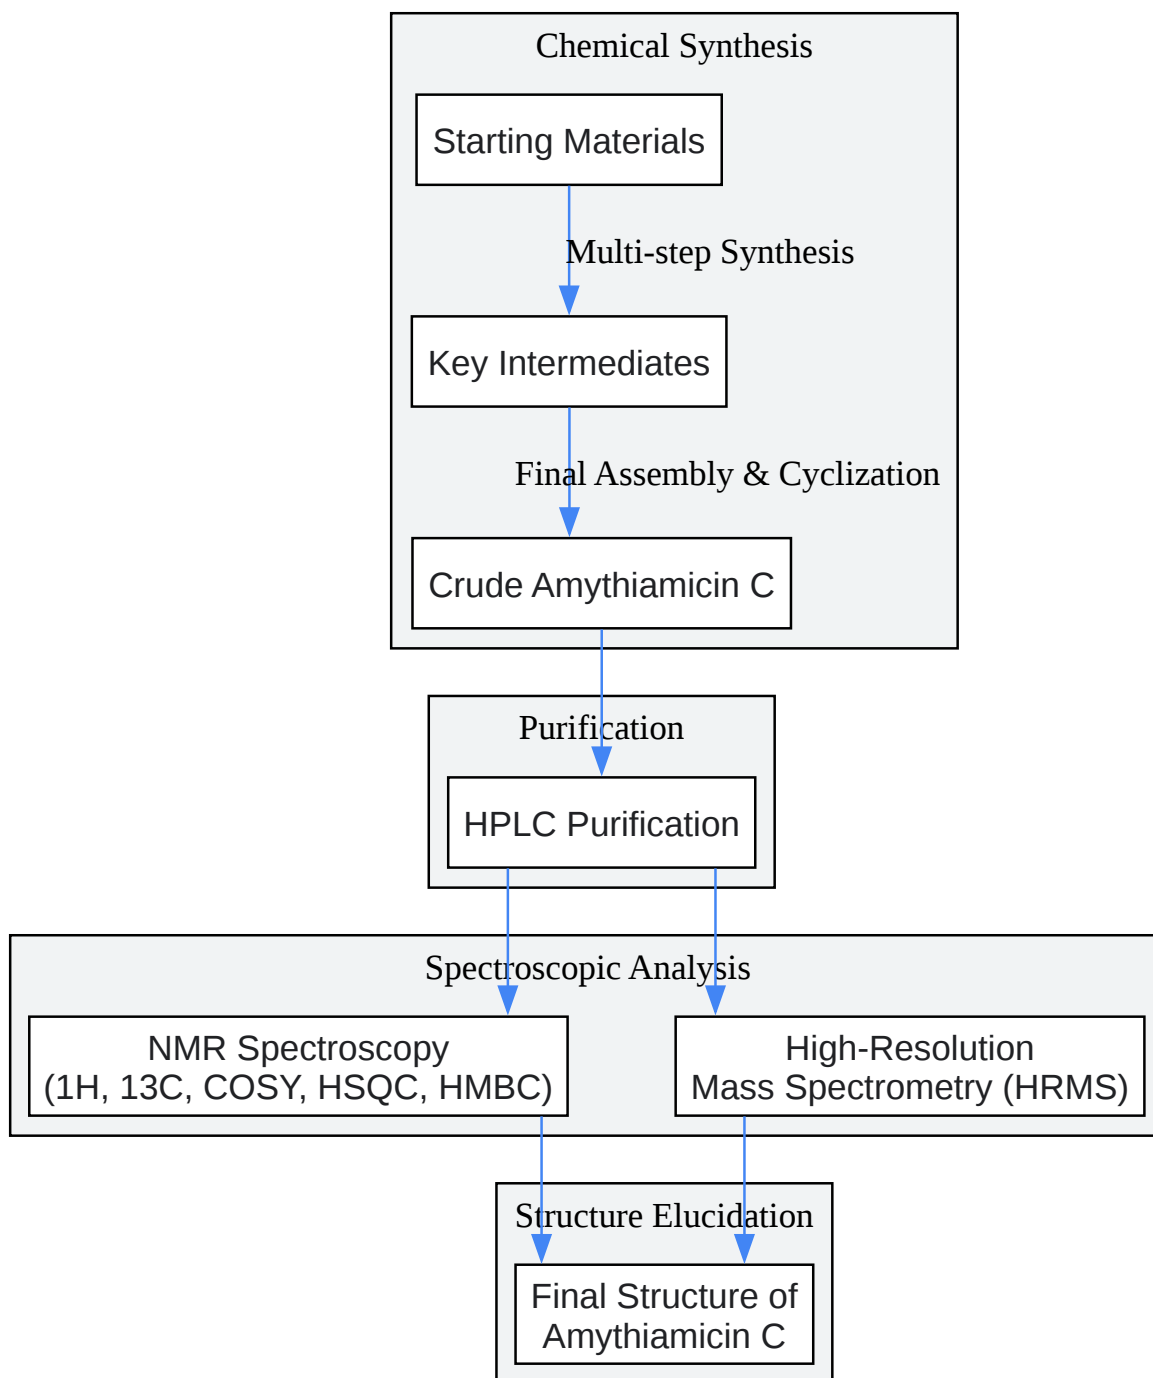 Chemical Synthesis
Starting Materials
Multi-step Synthesis
Key Intermediates
Final Assembly & Cyclization
Crude Amythiamicin C
Purification
HPLC Purification
Spectroscopic Analysis
NMR Spectroscopy
(1H, 13C, COSY, HSQC, HMBC)
High-Resolution
Mass Spectrometry (HRMS)
Structure Elucidation
Final Structure of
Amythiamicin C